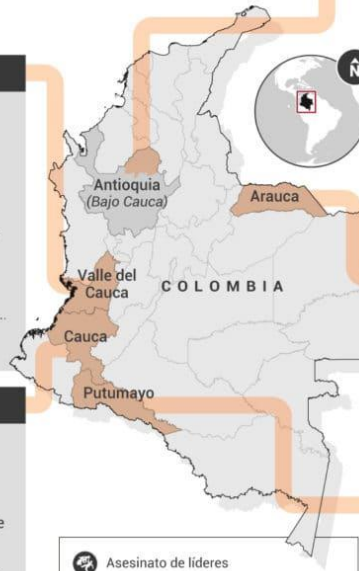 N
Antioquia
(Bajo Cauca)
Arauca
Valle del
Cauca
COLOMBIA
Cauca
Putumayo
e
Asesinato de líderes